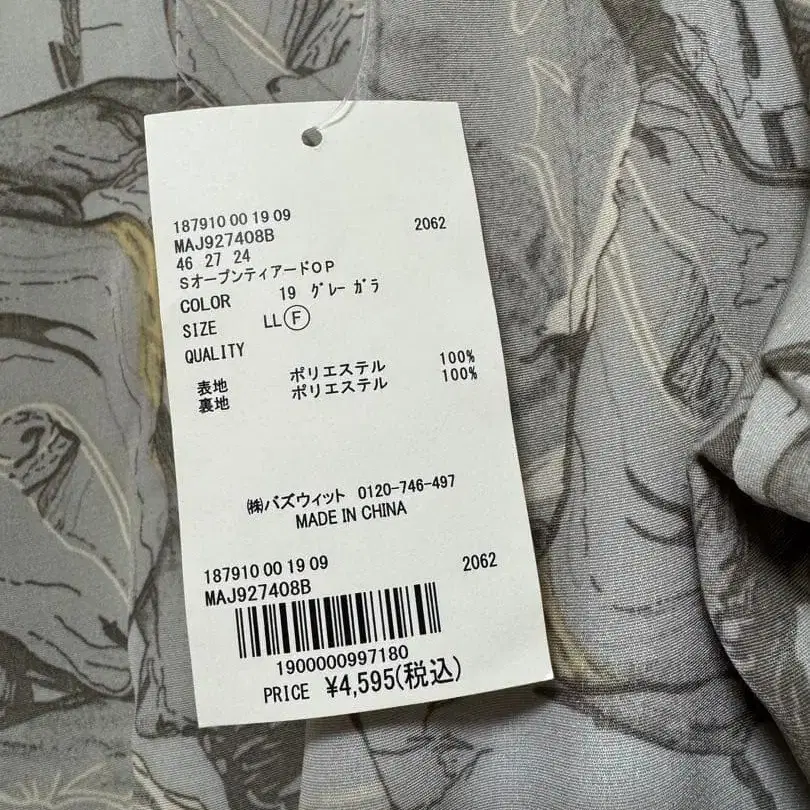 187910 00 19 09
MAJ927408B 2062
46 27 24
SオープンティアードOP
COLOR 19 グレーガラ
SIZE LL F
QUALITY
表地 ポリエステル 100%
裏地 ポリエステル 100%
㈱バズウィット 0120-746-497
MADE IN CHINA
187910 00 19 09 2062
MAJ927408B
1900000997180
PRICE ¥4,595(税込)